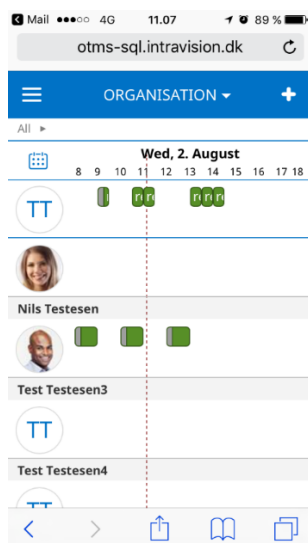 Mail 4G 11.07 89 %
otms-sql.intravision.dk
ORGANISATION
All
Wed, 2. August
8 9 10 11 12 13 14 15 16 17 18
TT
Nils Testesen
Test Testesen3
TT
Test Testesen4